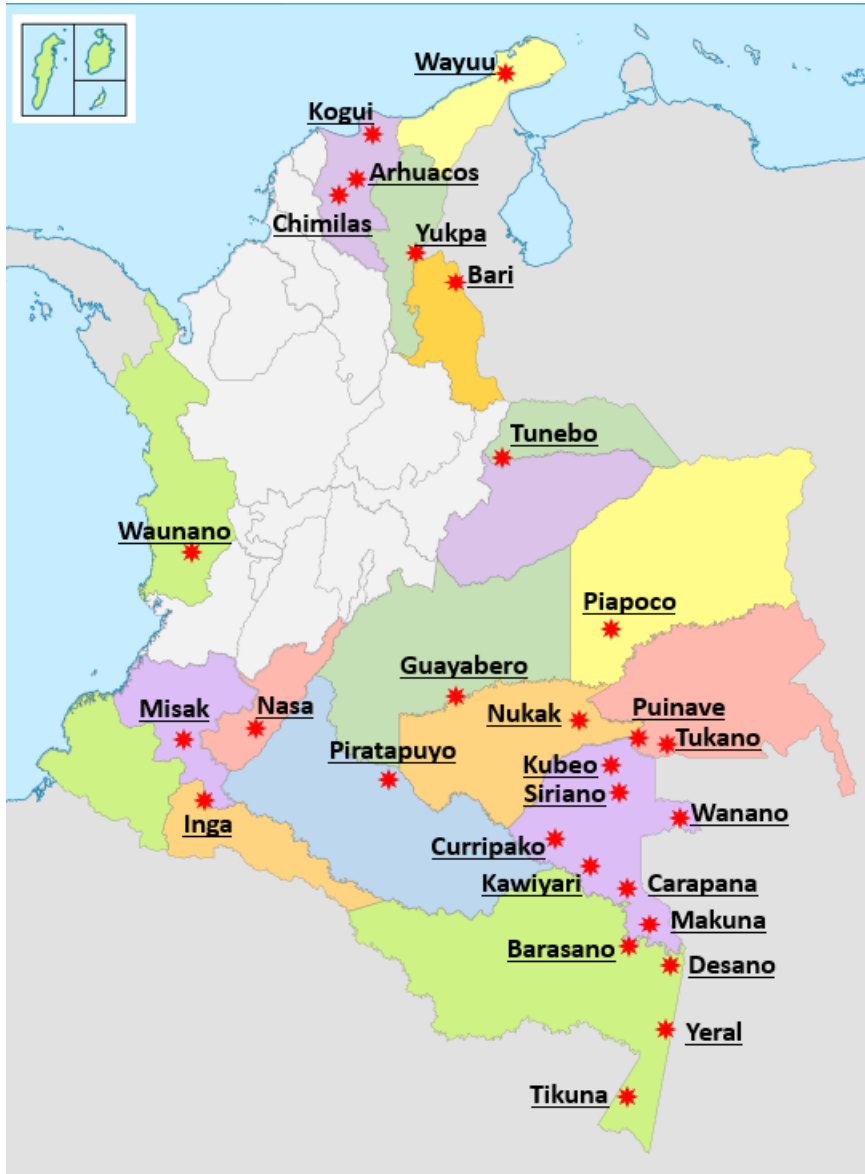 Wayuu
Kogui
Arhuacos
Chimilas
Yukpa
Bari
Tunebo
Waunano
Piapoco
Guayabero
Misak
Nasa
Nukak
Puinave
Tukano
Piratapuyo
Kubeo
Siriano
Inga
Wanano
Curripako
Kawiyari
Carapana
Makuna
Barasano
Desano
Yeral
Tikuna